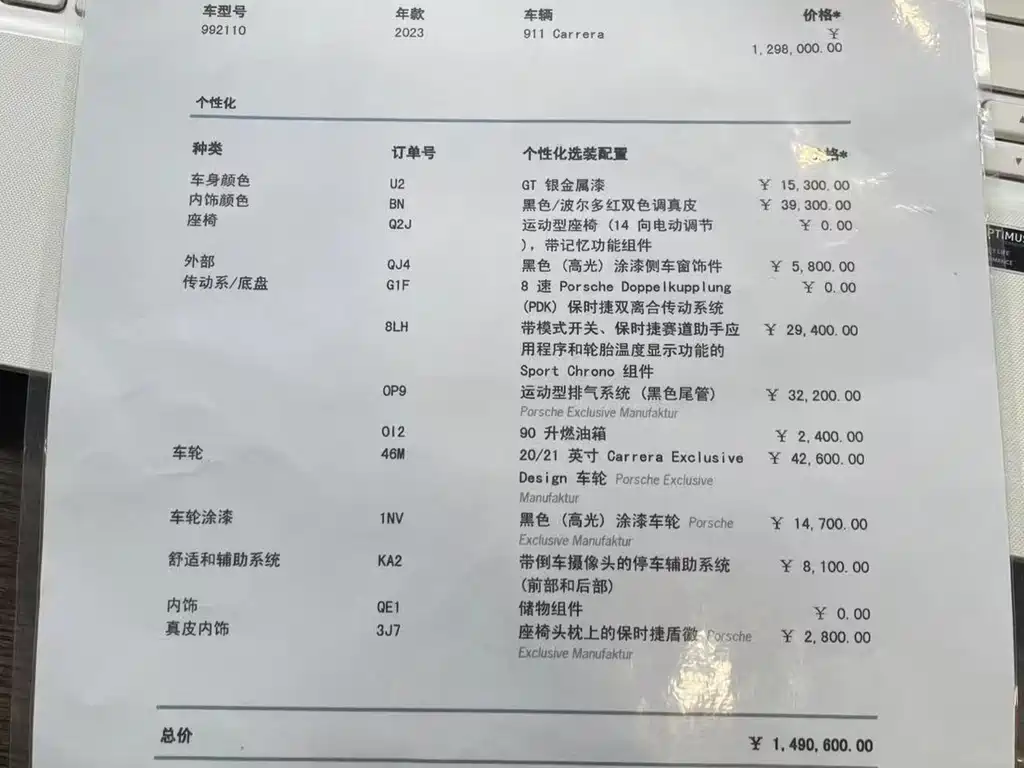 车型号 年款 车辆 价格*
992110 2023 911 Carrera ¥
1,298,000.00
个性化
种类 订单号 个性化选装配置 格*
车身颜色 U2 GT 银金属漆 ¥ 15,300.00
内饰颜色 BN 黑色/波尔多红双色调真皮 ¥ 39,300.00
座椅 Q2J 运动型座椅 (14 向电动调节 ¥ 0.00
), 带记忆功能组件
外部 QJ4 黑色 (高光) 涂漆侧车窗饰件 ¥ 5,800.00
传动系/底盘 G1F 8 速 Porsche Doppelkupplung ¥ 0.00
(PDK) 保时捷双离合传动系统
8LH 带模式开关、保时捷赛道助手应 ¥ 29,400.00
用程序和轮胎温度显示功能的
Sport Chrono 组件
0P9 运动型排气系统 (黑色尾管) ¥ 32,200.00
Porsche Exclusive Manufaktur
0I2 90 升燃油箱 ¥ 2,400.00
车轮 46M 20/21 英寸 Carrera Exclusive ¥ 42,600.00
Design 车轮 Porsche Exclusive
Manufaktur
车轮涂漆 1NV 黑色 (高光) 涂漆车轮 Porsche ¥ 14,700.00
Exclusive Manufaktur
舒适和辅助系统 KA2 带倒车摄像头的停车辅助系统 ¥ 8,100.00
(前部和后部)
内饰 QE1 储物组件 ¥ 0.00
真皮内饰 3J7 座椅头枕上的保时捷盾徽 Porsche ¥ 2,800.00
Exclusive Manufaktur
总价 ¥ 1,490,600.00